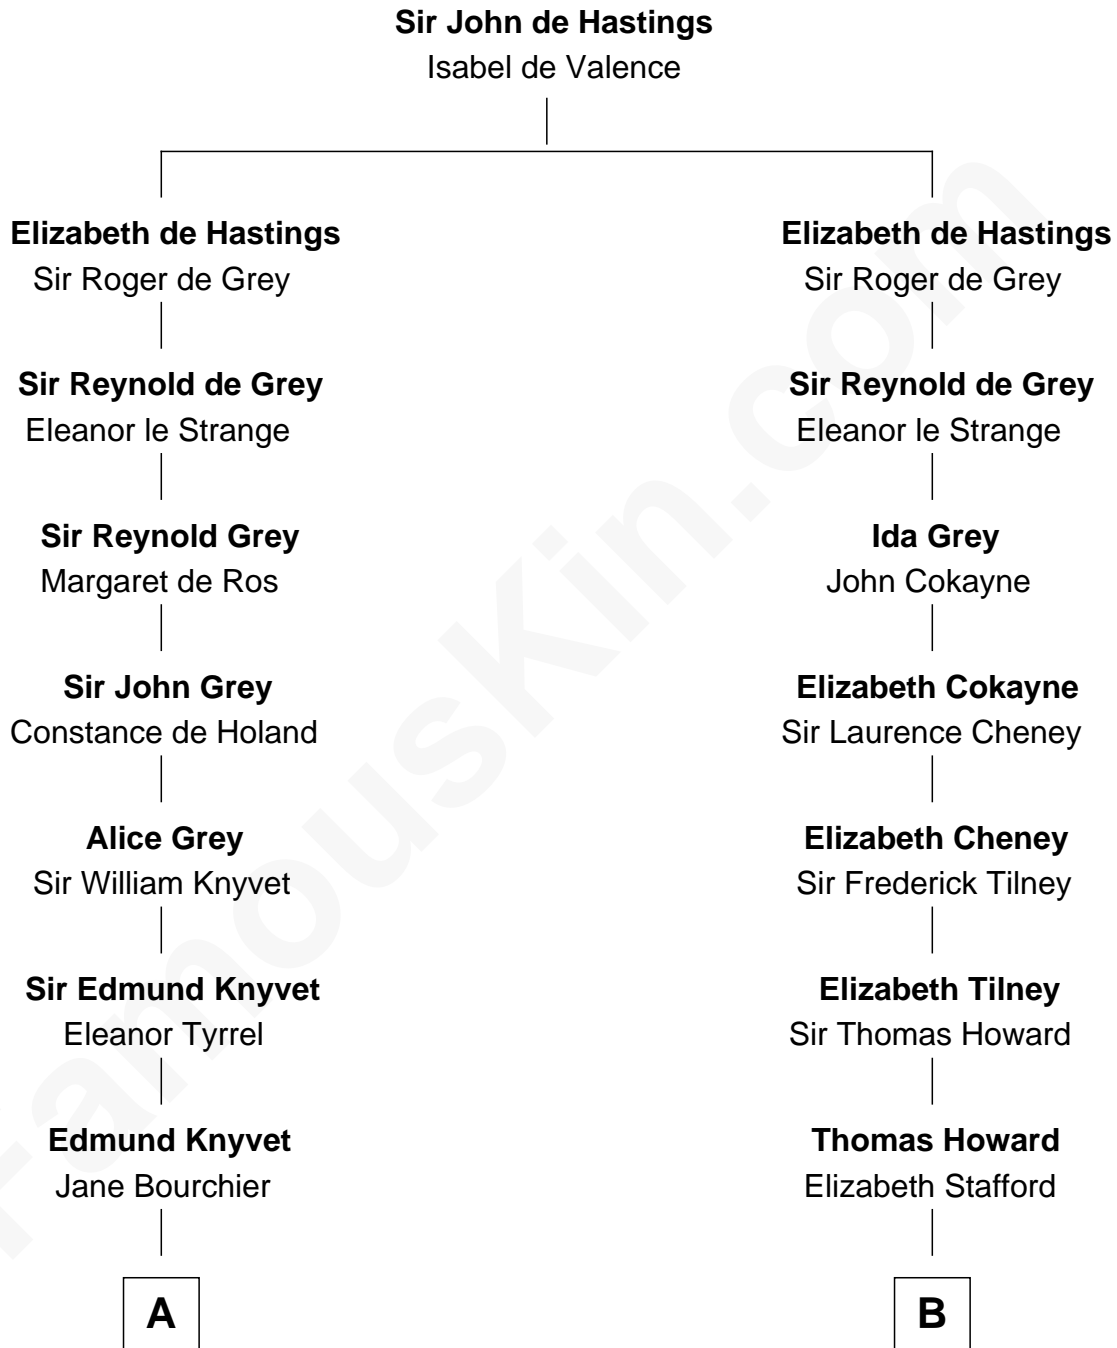 Sir John de Hastings
Isabel de Valence
Elizabeth de Hastings
Sir Roger de Grey
Sir Reynold de Grey
Eleanor le Strange
Sir Reynold Grey
Margaret de Ros
Sir John Grey
Constance de Holand
Alice Grey
Sir William Knyvet
Sir Edmund Knyvet
Eleanor Tyrrel
Edmund Knyvet
Jane Bourchier
A
Elizabeth de Hastings
Sir Roger de Grey
Sir Reynold de Grey
Eleanor le Strange
Ida Grey
John Cokayne
Elizabeth Cokayne
Sir Laurence Cheney
Elizabeth Cheney
Sir Frederick Tilney
Elizabeth Tilney
Sir Thomas Howard
Thomas Howard
Elizabeth Stafford
B
FamousKin.com